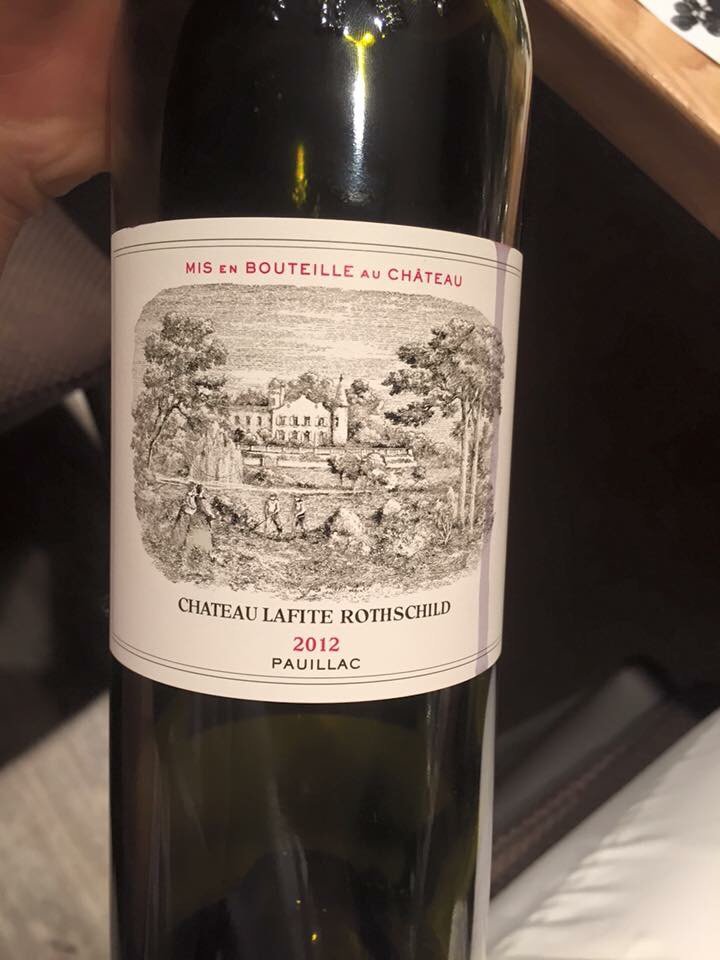 MIS EN BOUTEILLE AU CHÂTEAU
CHATEAU LAFITE ROTHSCHILD
2012
PAUILLAC